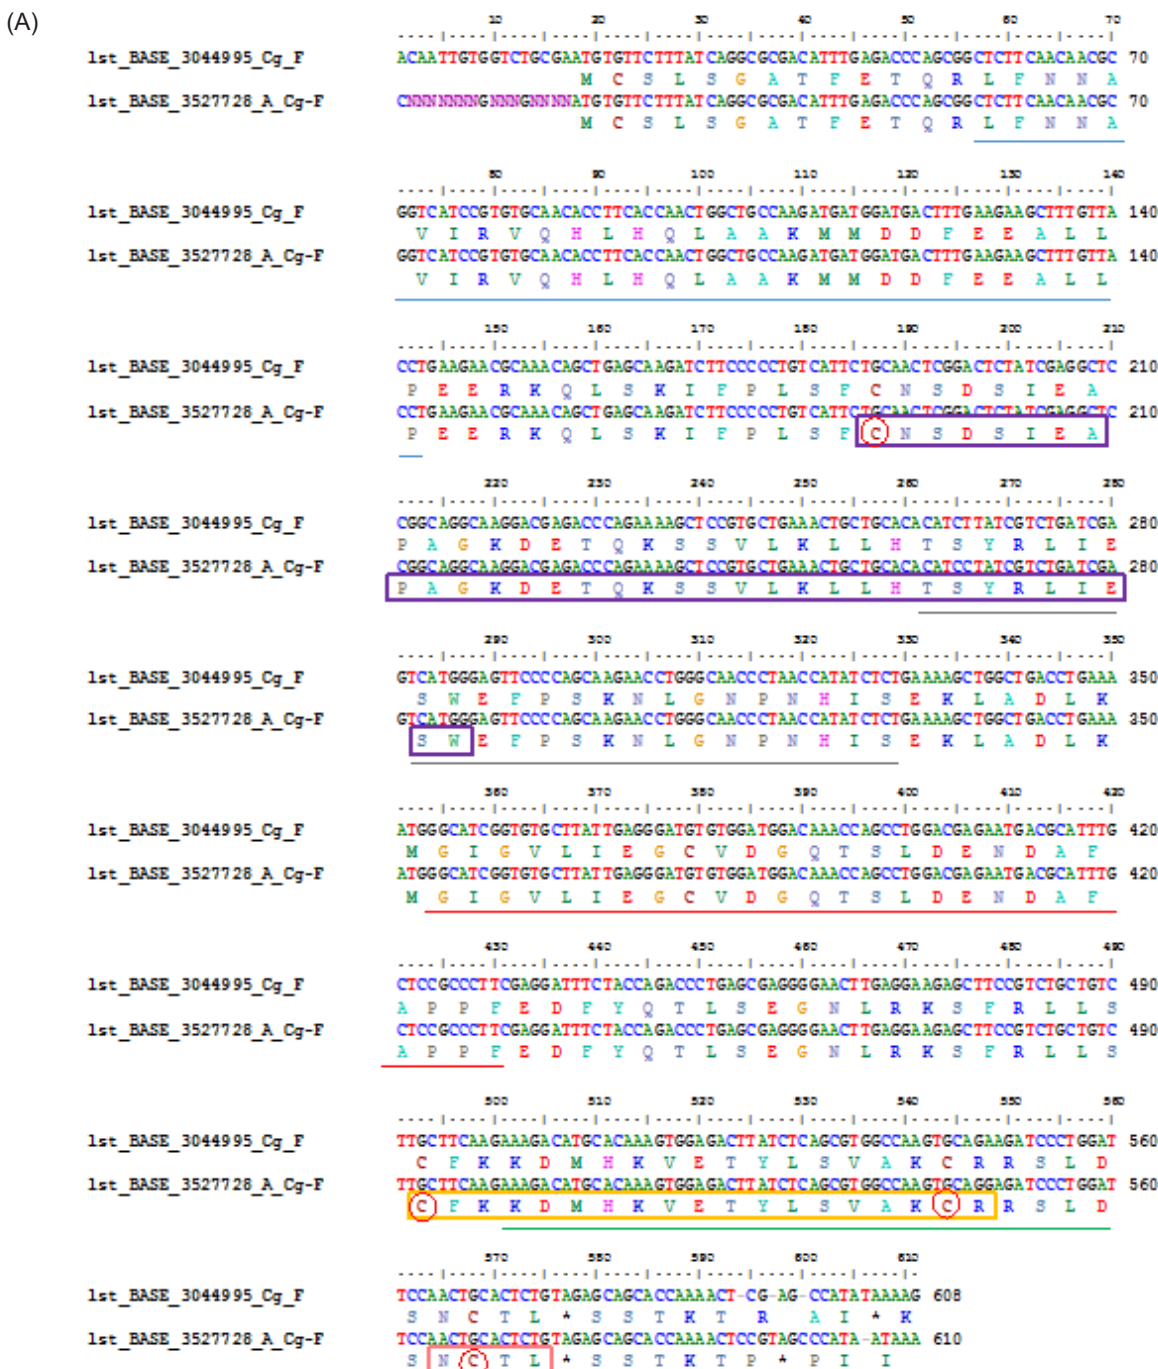 (A)
10 20 30 40 50 60 70
1st_BASE_3044995_Cg_F ACAATTGTGGTCTGCGAATGTGTTCTTTATCAGGCGCGACATTTGAGACCCAGCGGCTCTTCAACAACGC 70
M C S L S G A T F E T Q R L F N N A
1st_BASE_3527728_A_Cg-F CNNNNNNNGNNNGNNNNATGTGTTCTTTATCAGGCGCGACATTTGAGACCCAGCGGCTCTTCAACAACGC 70
M C S L S G A T F E T Q R L F N N A
80 90 100 110 120 130 140
1st_BASE_3044995_Cg_F GGTCATCCGTGTGCAACACCTTCACCAACTGGCTGCCAAGATGATGGATGACTTTGAAGAAGCTTTGTTA 140
V I R V Q H L H Q L A A K M M D D F E E A L L
1st_BASE_3527728_A_Cg-F GGTCATCCGTGTGCAACACCTTCACCAACTGGCTGCCAAGATGATGGATGACTTTGAAGAAGCTTTGTTA 140
V I R V Q H L H Q L A A K M M D D F E E A L L
150 160 170 180 190 200 210
1st_BASE_3044995_Cg_F CCTGAAGAACGCAAACAGCTGAGCAAGATCTTCCCCCTGTCATTCTGCAACTCGGACTCTATCGAGGCTC 210
P E E R K Q L S K I F P L S F C N S D S I E A
1st_BASE_3527728_A_Cg-F CCTGAAGAACGCAAACAGCTGAGCAAGATCTTCCCCCTGTCATTCTGCAACTCGGACTCTATCGAGGCTC 210
P E E R K Q L S K I F P L S F C N S D S I E A
220 230 240 250 260 270 280
1st_BASE_3044995_Cg_F CGGCAGGCAAGGACGAGACCCAGAAAAGCTCCGTGCTGAAACTGCTGCACACATCTTATCGTCTGATCGA 280
P A G K D E T Q K S S V L K L L H T S Y R L I E
1st_BASE_3527728_A_Cg-F CGGCAGGCAAGGACGAGACCCAGAAAAGCTCCGTGCTGAAACTGCTGCACACATCCTATCGTCTGATCGA 280
P A G K D E T Q K S S V L K L L H T S Y R L I E
290 300 310 320 330 340 350
1st_BASE_3044995_Cg_F GTCATGGGAGTTCCCCAGCAAGAACCTGGGCAACCCTAACCATATCTCTGAAAAGCTGGCTGACCTGAAA 350
S W E F P S K N L G N P N H I S E K L A D L K
1st_BASE_3527728_A_Cg-F GTCATGGGAGTTCCCCAGCAAGAACCTGGGCAACCCTAACCATATCTCTGAAAAGCTGGCTGACCTGAAA 350
S W E F P S K N L G N P N H I S E K L A D L K
360 370 380 390 400 410 420
1st_BASE_3044995_Cg_F ATGGGCATCGGTGTGCTTATTGAGGGATGTGTGGATGGACAAACCAGCCTGGACGAGAATGACGCATTTG 420
M G I G V L I E G C V D G Q T S L D E N D A F
1st_BASE_3527728_A_Cg-F ATGGGCATCGGTGTGCTTATTGAGGGATGTGTGGATGGACAAACCAGCCTGGACGAGAATGACGCATTTG 420
M G I G V L I E G C V D G Q T S L D E N D A F
430 440 450 460 470 480 490
1st_BASE_3044995_Cg_F CTCCGCCCTTCGAGGATTTCTACCAGACCCTGAGCGAGGGGAACTTGAGGAAGAGCTTCCGTCTGCTGTC 490
A P P F E D F Y Q T L S E G N L R K S F R L L S
1st_BASE_3527728_A_Cg-F CTCCGCCCTTCGAGGATTTCTACCAGACCCTGAGCGAGGGGAACTTGAGGAAGAGCTTCCGTCTGCTGTC 490
A P P F E D F Y Q T L S E G N L R K S F R L L S
500 510 520 530 540 550 560
1st_BASE_3044995_Cg_F TTGCTTCAAGAAAGACATGCACAAAGTGGAGACTTATCTCAGCGTGGCCAAGTGCAGAAGATCCCTGGAT 560
C F K K D M H K V E T Y L S V A K C R R S L D
1st_BASE_3527728_A_Cg-F TTGCTTCAAGAAAGACATGCACAAAGTGGAGACTTATCTCAGCGTGGCCAAGTGCAGGAGATCCCTGGAT 560
C F K K D M H K V E T Y L S V A K C R R S L D
570 580 590 600 610
1st_BASE_3044995_Cg_F TCCAACTGCACTCTGTAGAGCAGCACCAAAACT-CG-AG-CCATATAAAAG 608
S N C T L * S S T K T R A I * K
1st_BASE_3527728_A_Cg-F TCCAACTGCACTCTGTAGAGCAGCACCAAAACTCCGTAGCCCATA-ATAAA 610
S N C T L * S S T K T P * P I I